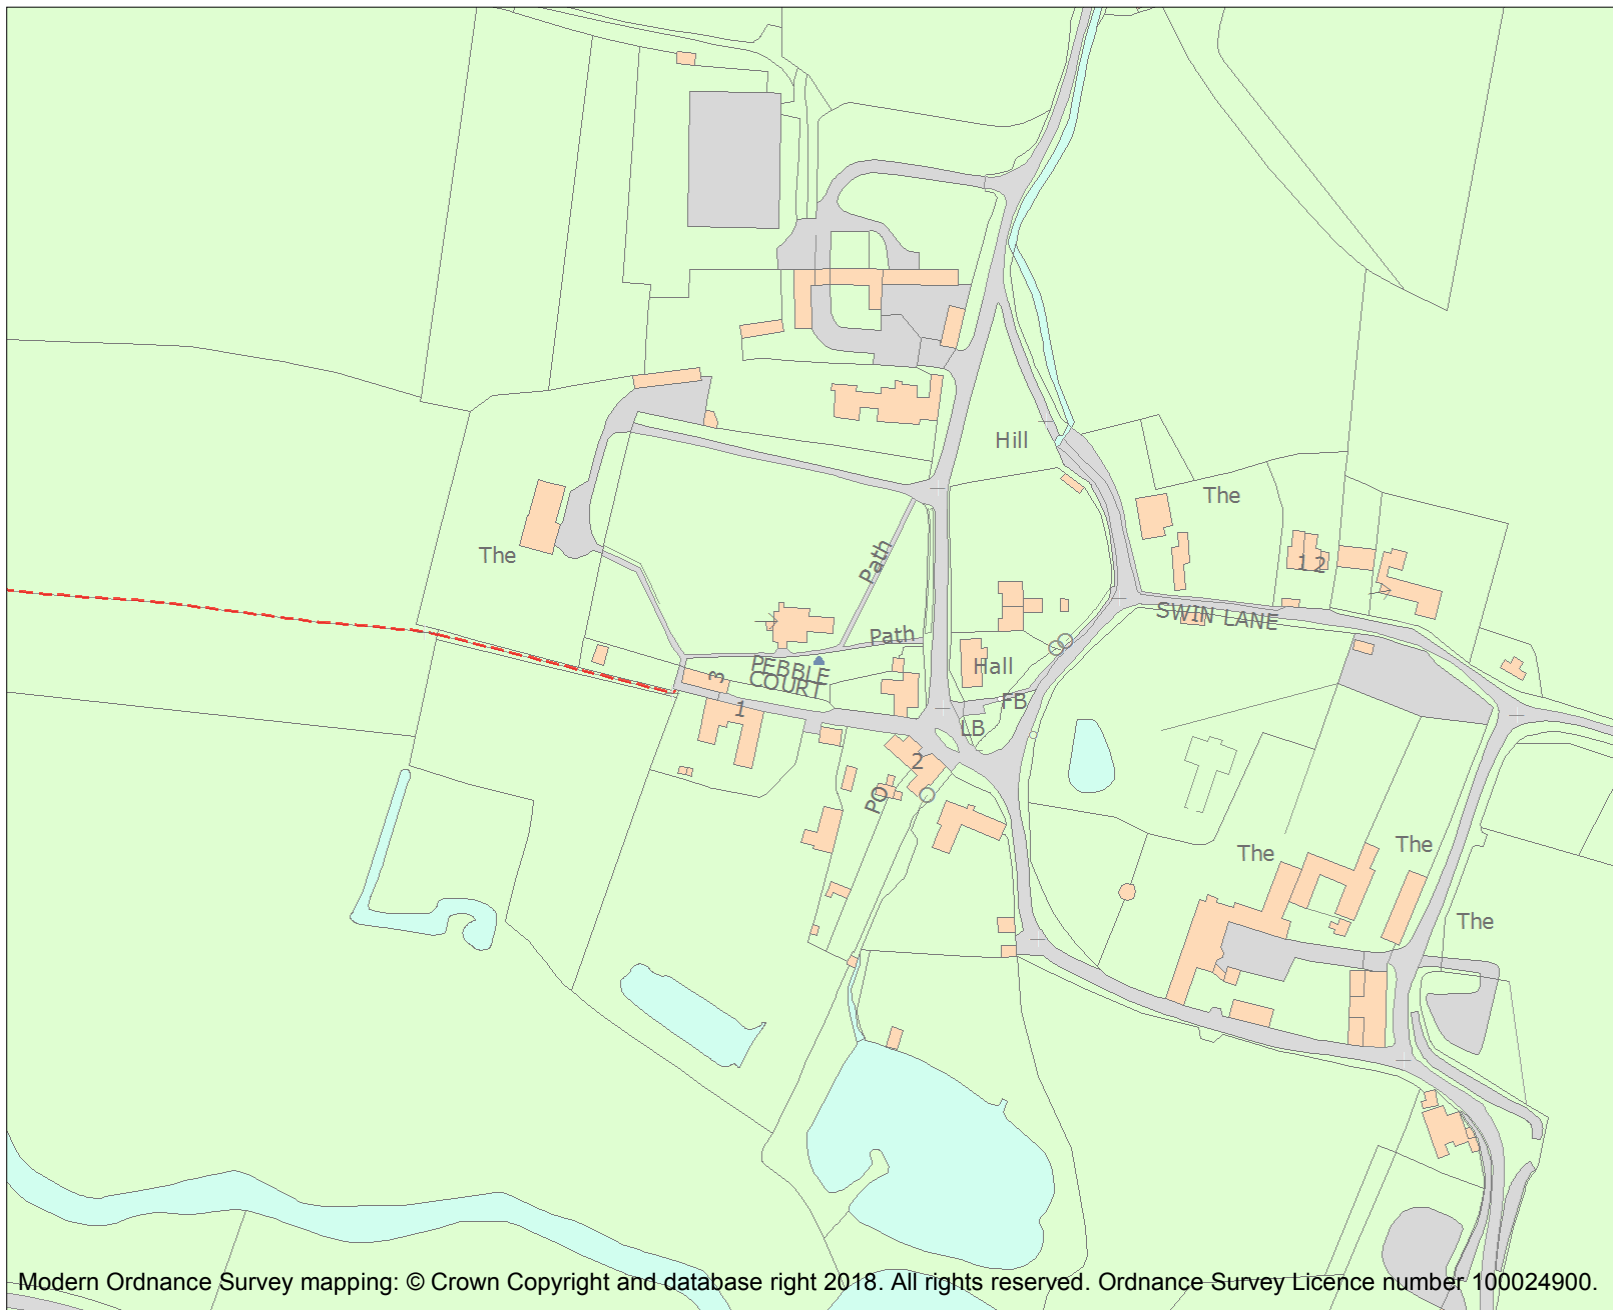 Hill
The
The
Path
1 2
SWIN LANE
Path
Hall
PEBBLE
COURT
3
1
FB
LB
2
PO
The
The
The
Modern Ordnance Survey mapping: © Crown Copyright and database right 2018. All rights reserved. Ordnance Survey Licence number 100024900.